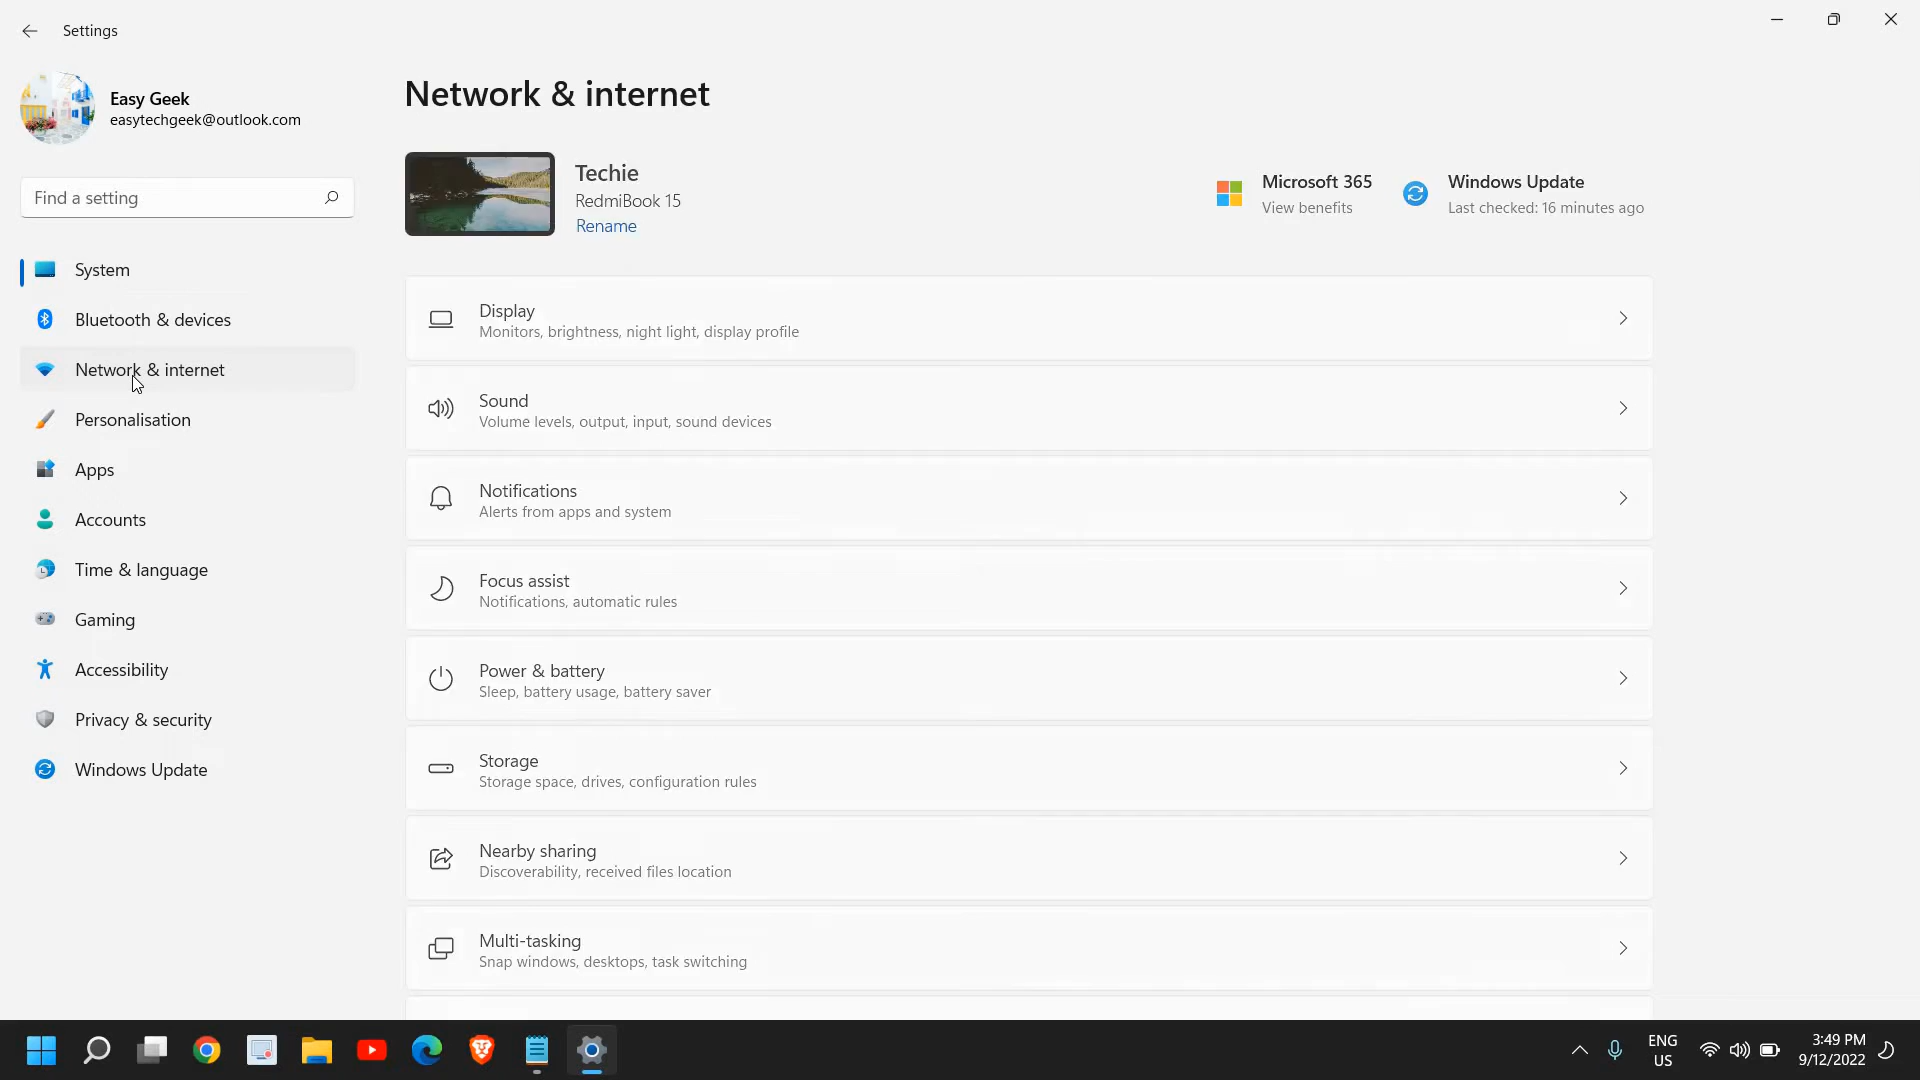 Settings
Easy Geek
easytechgeek@outlook.com
Find a setting
System
Bluetooth & devices
Network & internet
Personalisation
Apps
Accounts
Time & language
Gaming
Accessibility
Privacy & security
Windows Update
Network & internet
Techie
RedmiBook 15
Rename
Microsoft 365
View benefits
Windows Update
Last checked: 16 minutes ago
Display
Monitors, brightness, night light, display profile
Sound
Volume levels, output, input, sound devices
Notifications
Alerts from apps and system
Focus assist
Notifications, automatic rules
Power & battery
Sleep, battery usage, battery saver
Storage
Storage space, drives, configuration rules
Nearby sharing
Discoverability, received files location
Multi-tasking
Snap windows, desktops, task switching
ENG
US
3:49 PM
9/12/2022